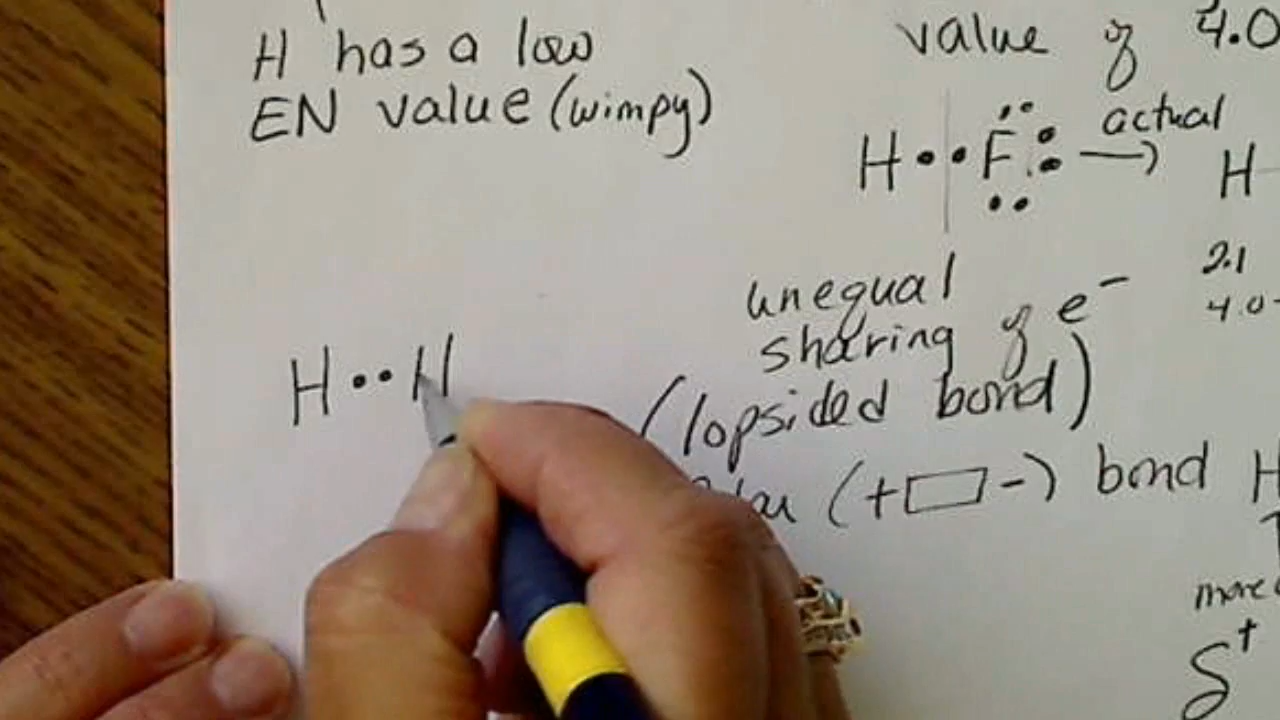 H has a low
EN value (wimpy)
H··H
value of 4.0
H··F
actual
H
unequal
sharing of e⁻
(lopsided bond)
(+ -) bond H
2.1
4.0
more
δ⁺